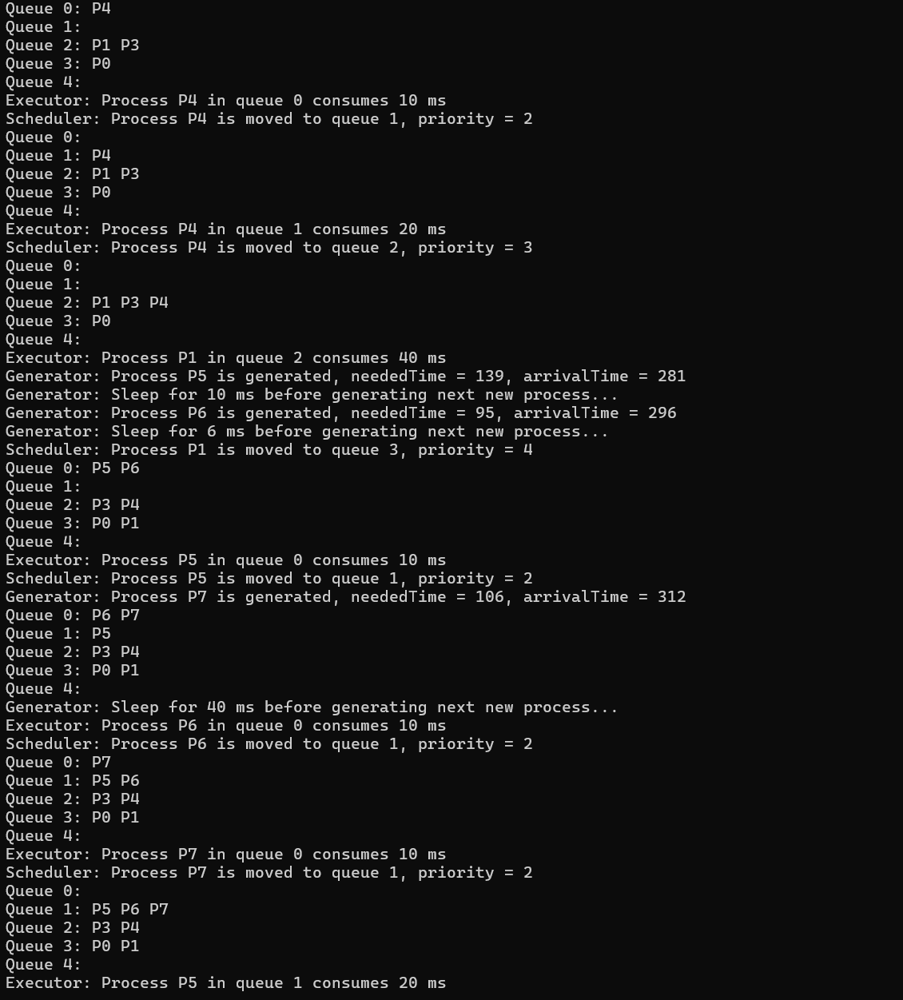 Queue 0: P4
Queue 1:
Queue 2: P1 P3
Queue 3: P0
Queue 4:
Executor: Process P4 in queue 0 consumes 10 ms
Scheduler: Process P4 is moved to queue 1, priority = 2
Queue 0:
Queue 1: P4
Queue 2: P1 P3
Queue 3: P0
Queue 4:
Executor: Process P4 in queue 1 consumes 20 ms
Scheduler: Process P4 is moved to queue 2, priority = 3
Queue 0:
Queue 1:
Queue 2: P1 P3 P4
Queue 3: P0
Queue 4:
Executor: Process P1 in queue 2 consumes 40 ms
Generator: Process P5 is generated, neededTime = 139, arrivalTime = 281
Generator: Sleep for 10 ms before generating next new process...
Generator: Process P6 is generated, neededTime = 95, arrivalTime = 296
Generator: Sleep for 6 ms before generating next new process...
Scheduler: Process P1 is moved to queue 3, priority = 4
Queue 0: P5 P6
Queue 1:
Queue 2: P3 P4
Queue 3: P0 P1
Queue 4:
Executor: Process P5 in queue 0 consumes 10 ms
Scheduler: Process P5 is moved to queue 1, priority = 2
Generator: Process P7 is generated, neededTime = 106, arrivalTime = 312
Queue 0: P6 P7
Queue 1: P5
Queue 2: P3 P4
Queue 3: P0 P1
Queue 4:
Generator: Sleep for 40 ms before generating next new process...
Executor: Process P6 in queue 0 consumes 10 ms
Scheduler: Process P6 is moved to queue 1, priority = 2
Queue 0: P7
Queue 1: P5 P6
Queue 2: P3 P4
Queue 3: P0 P1
Queue 4:
Executor: Process P7 in queue 0 consumes 10 ms
Scheduler: Process P7 is moved to queue 1, priority = 2
Queue 0:
Queue 1: P5 P6 P7
Queue 2: P3 P4
Queue 3: P0 P1
Queue 4:
Executor: Process P5 in queue 1 consumes 20 ms